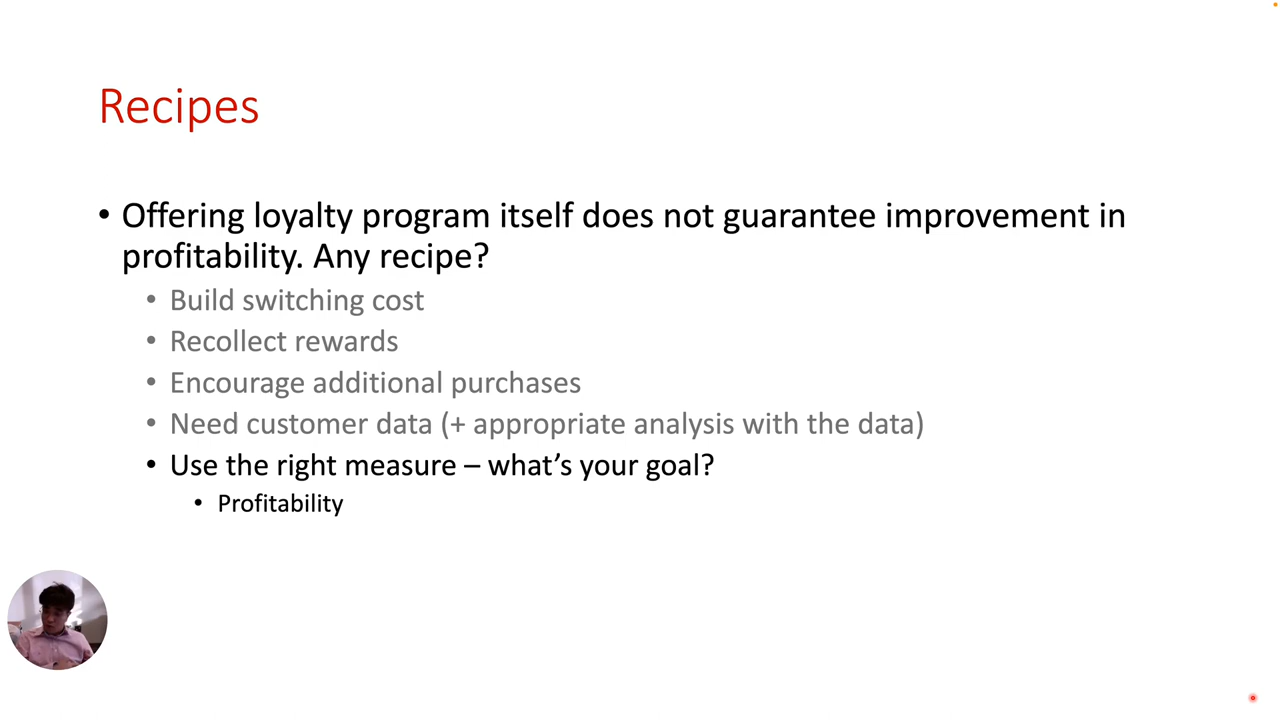 Recipes
• Offering loyalty program itself does not guarantee improvement in
profitability. Any recipe?
• Build switching cost
• Recollect rewards
• Encourage additional purchases
• Need customer data (+ appropriate analysis with the data)
• Use the right measure – what’s your goal?
• Profitability